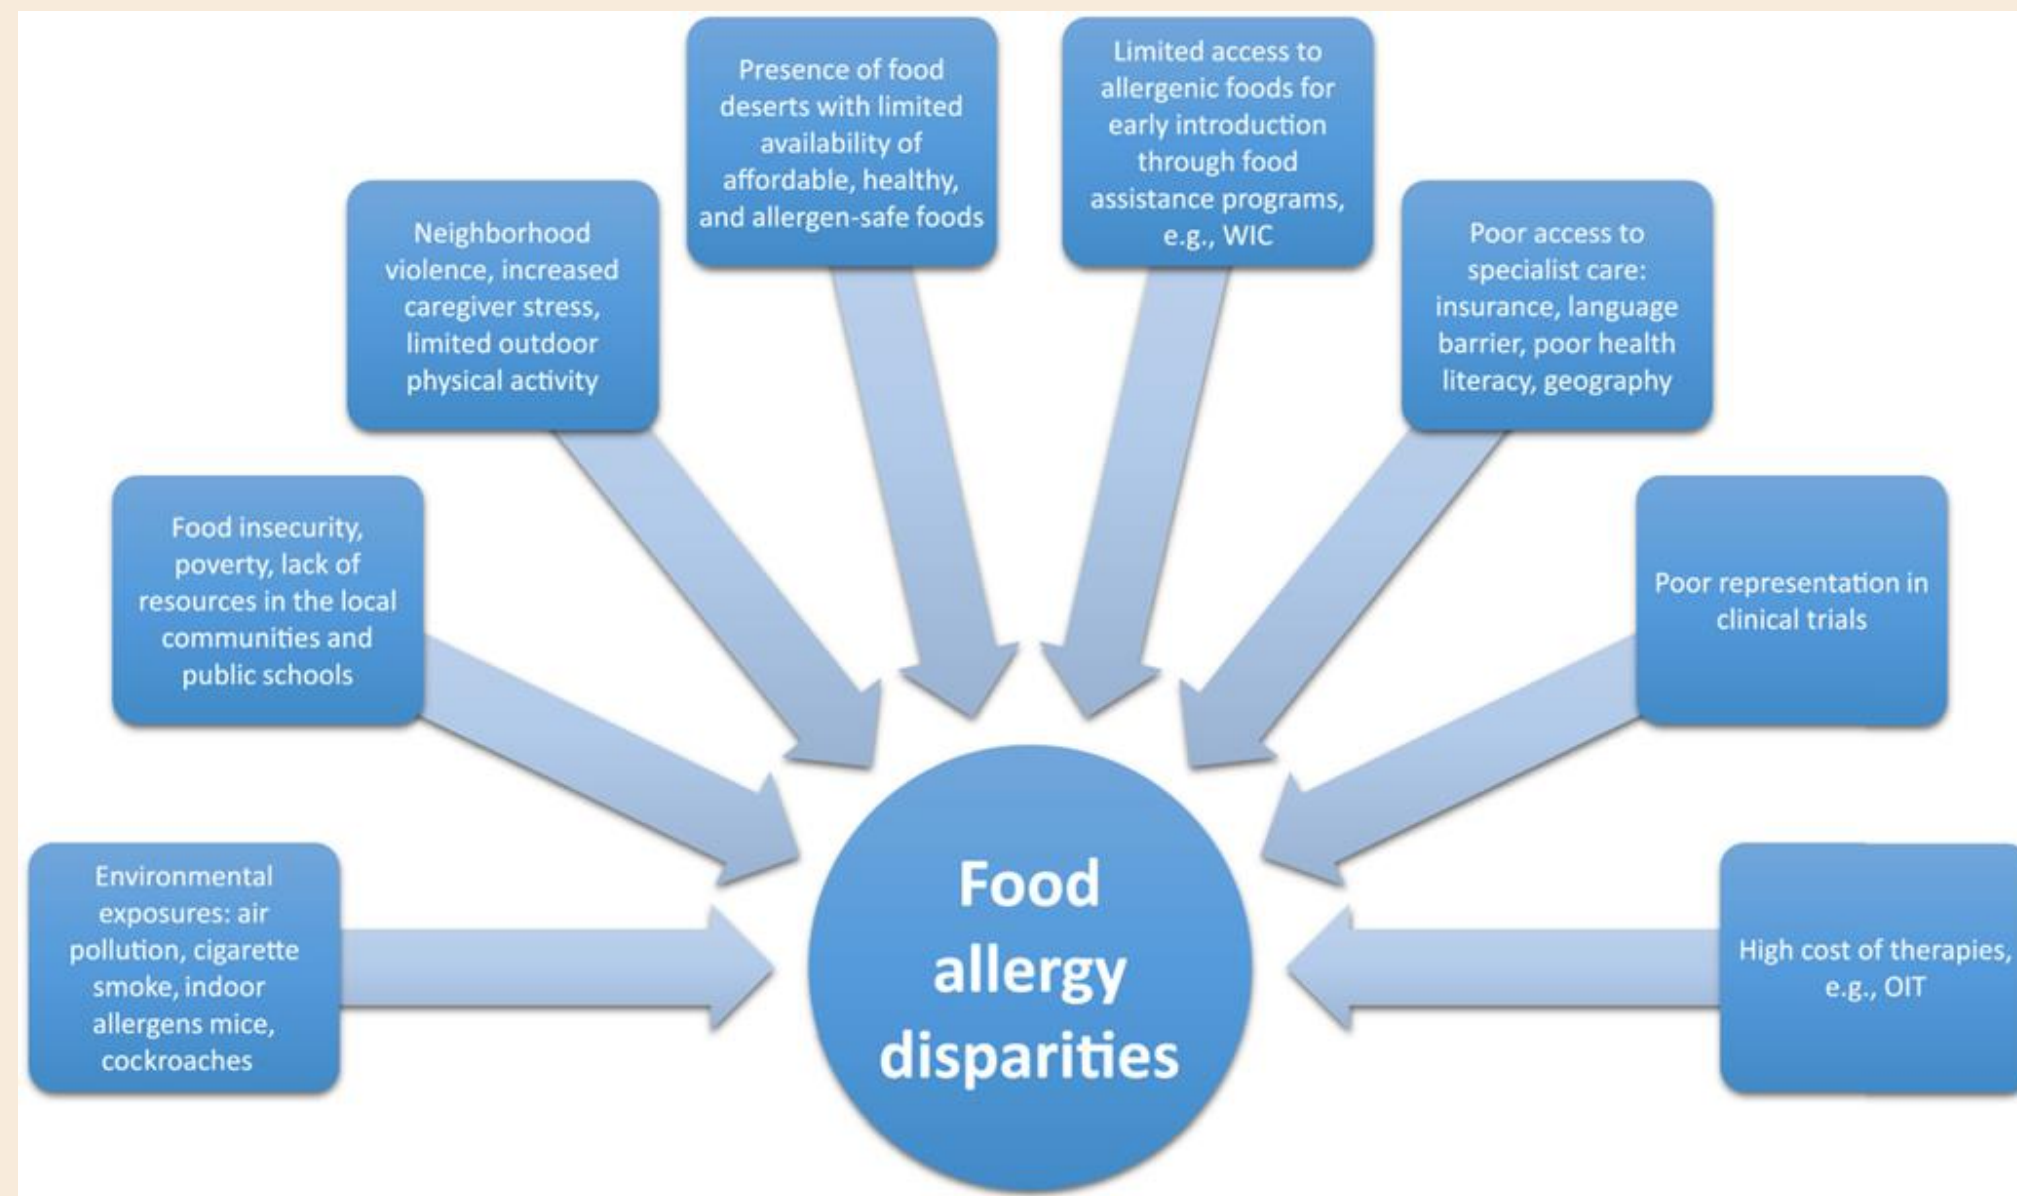 Presence of food
deserts with limited
availability of
affordable, healthy,
and allergen-safe foods
Limited access to
allergenic foods for
early introduction
through food
assistance programs,
e.g., WIC
Neighborhood
violence, increased
caregiver stress,
limited outdoor
physical activity
Poor access to
specialist care:
insurance, language
barrier, poor health
literacy, geography
Food insecurity,
poverty, lack of
resources in the local
communities and
public schools
Poor representation in
clinical trials
Environmental
exposures: air
pollution, cigarette
smoke, indoor
allergens mice,
cockroaches
High cost of therapies,
e.g., OIT
Food
allergy
disparities